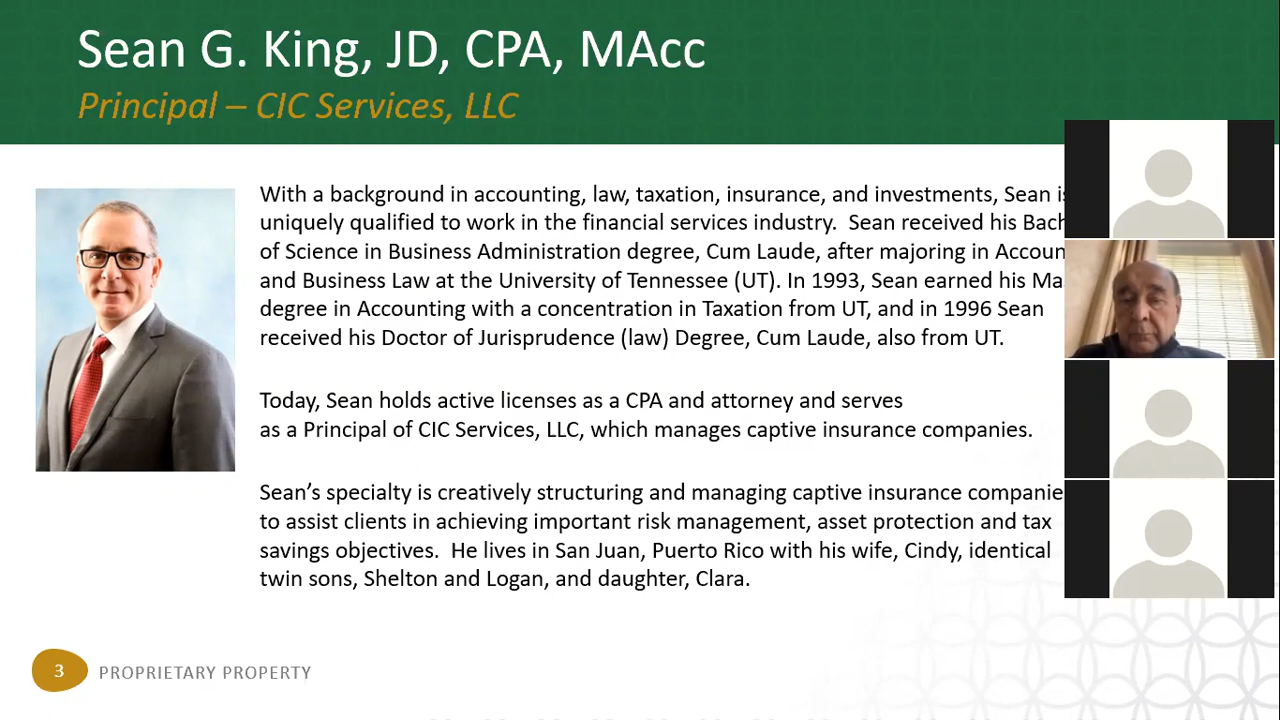 Sean G. King, JD, CPA, MAcc
Principal – CIC Services, LLC
With a background in accounting, law, taxation, insurance, and investments, Sean
uniquely qualified to work in the financial services industry.  Sean received his
of Science in Business Administration degree, Cum Laude, after majoring in
and Business Law at the University of Tennessee (UT). In 1993, Sean earned his
degree in Accounting with a concentration in Taxation from UT, and in 1996 Sean
received his Doctor of Jurisprudence (law) Degree, Cum Laude, also from UT.
Today, Sean holds active licenses as a CPA and attorney and serves
as a Principal of CIC Services, LLC, which manages captive insurance companies.
Sean’s specialty is creatively structuring and managing captive insurance
to assist clients in achieving important risk management, asset protection and tax
savings objectives.  He lives in San Juan, Puerto Rico with his wife, Cindy, identical
twin sons, Shelton and Logan, and daughter, Clara.
3 PROPRIETARY PROPERTY